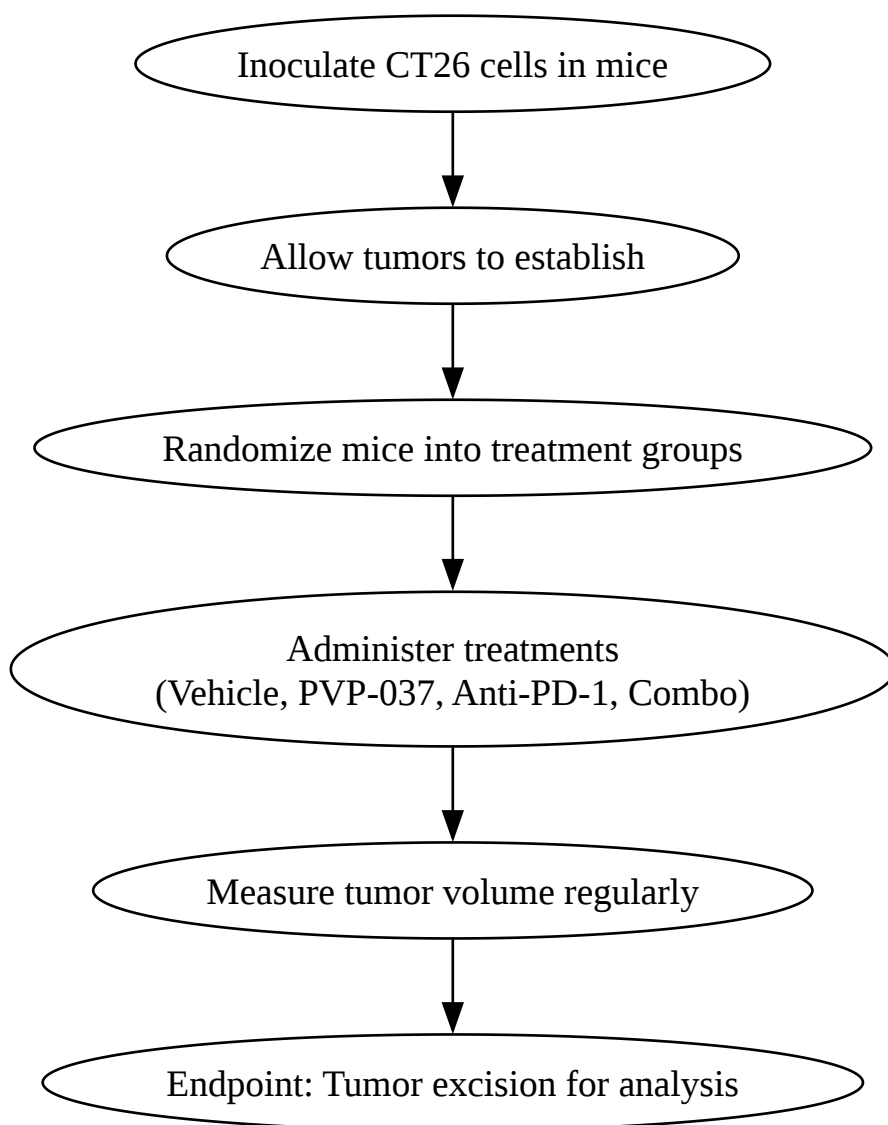 Inoculate CT26 cells in mice
Allow tumors to establish
Randomize mice into treatment groups
Administer treatments
(Vehicle, PVP-037, Anti-PD-1, Combo)
Measure tumor volume regularly
Endpoint: Tumor excision for analysis